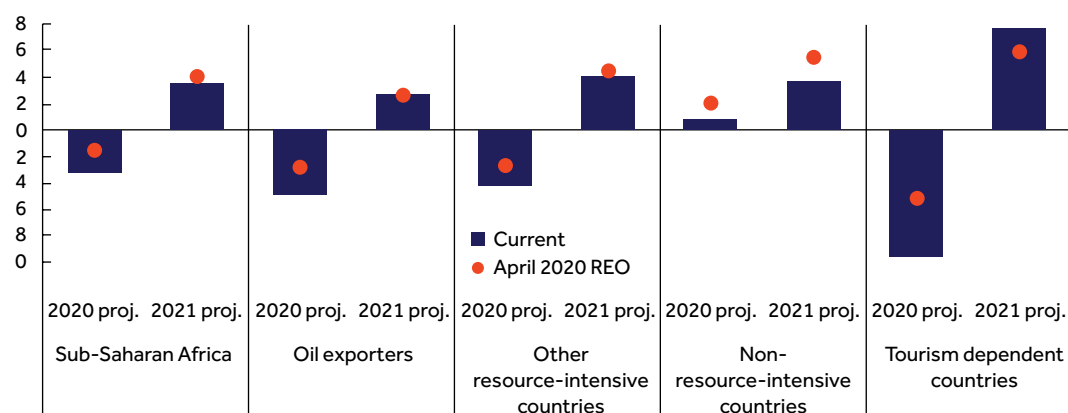 8
6
4
2
0
2
4
6
8
0
Current
April 2020 REO
2020 proj. 2021 proj. 2020 proj. 2021 proj. 2020 proj. 2021 proj. 2020 proj. 2021 proj. 2020 proj. 2021 proj.
Sub-Saharan Africa
Oil exporters
Other
resource-intensive
countries
Non-
resource-intensive
countries
Tourism dependent
countries